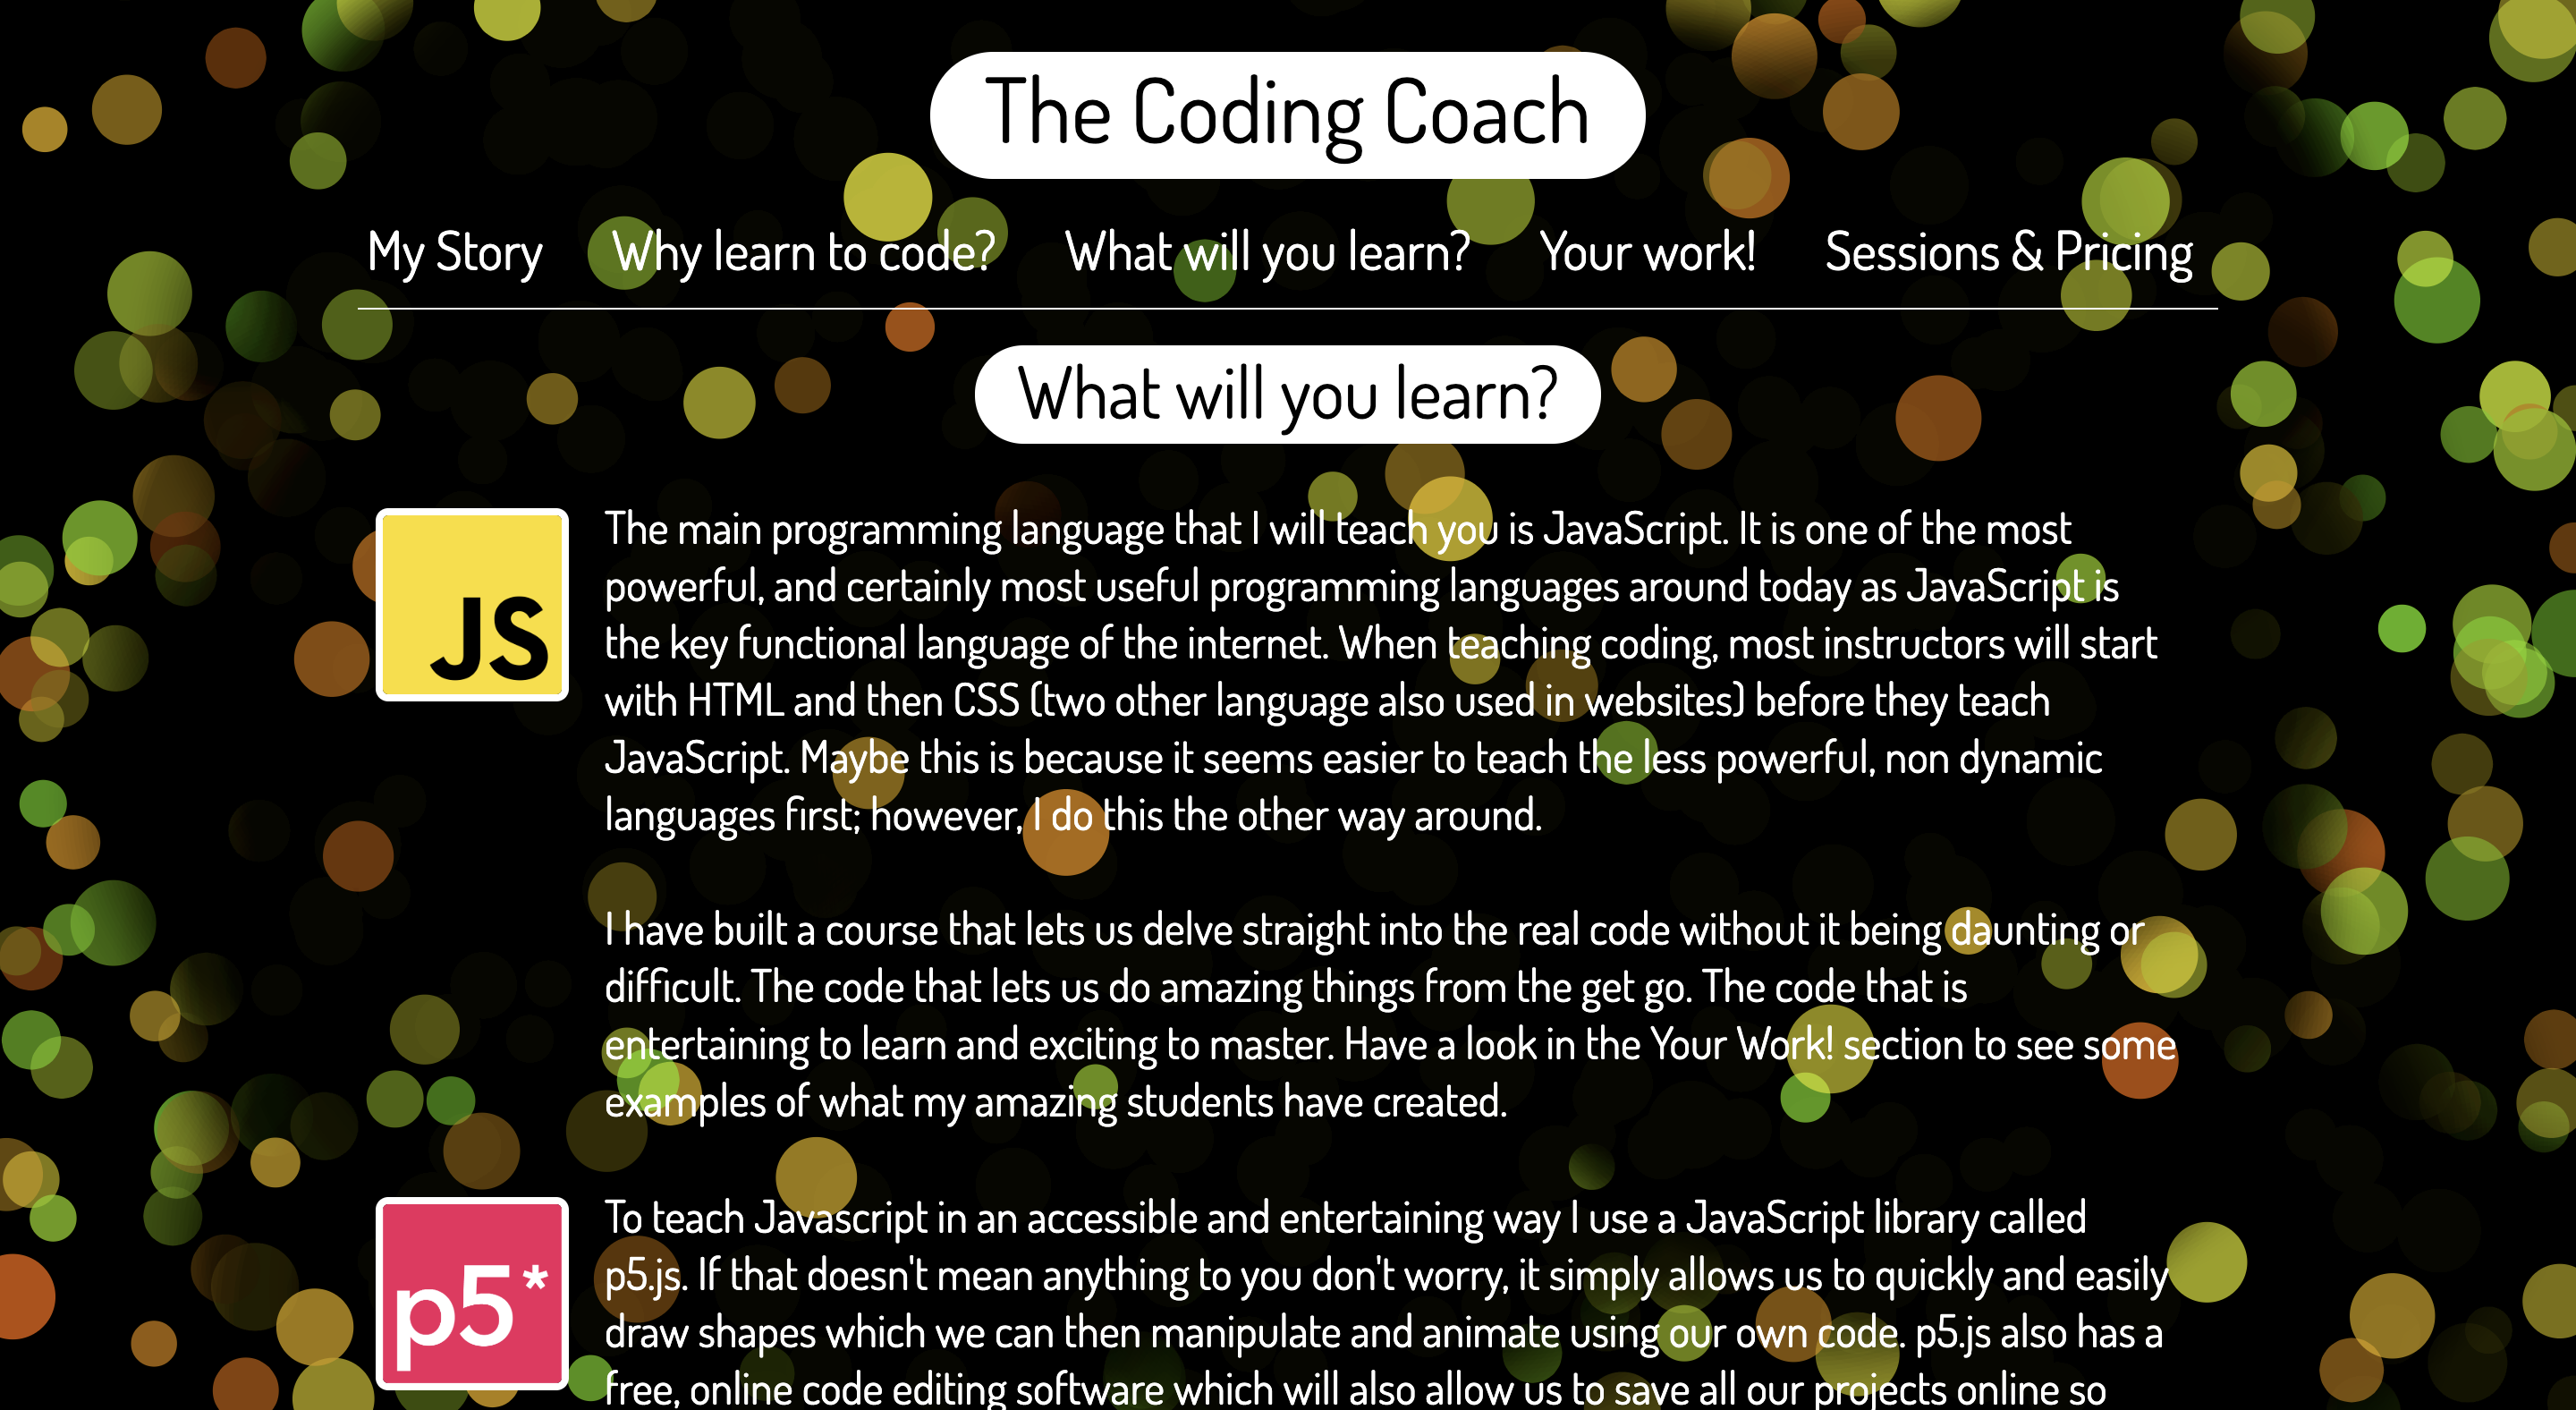 The Coding Coach
My Story Why learn to code? What will you learn? Your work! Sessions & Pricing
What will you learn?
JS
The main programming language that I will teach you is JavaScript. It is one of the most
powerful, and certainly most useful programming languages around today as JavaScript is
the key functional language of the internet. When teaching coding, most instructors will start
with HTML and then CSS (two other language also used in websites) before they teach
JavaScript. Maybe this is because it seems easier to teach the less powerful, non dynamic
languages first; however, I do this the other way around.
I have built a course that lets us delve straight into the real code without it being daunting or
difficult. The code that lets us do amazing things from the get go. The code that is
entertaining to learn and exciting to master. Have a look in the Your Work! section to see some
examples of what my amazing students have created.
p5*
To teach Javascript in an accessible and entertaining way I use a JavaScript library called
p5.js. If that doesn't mean anything to you don't worry, it simply allows us to quickly and easily
draw shapes which we can then manipulate and animate using our own code. p5.js also has a
free, online code editing software which will also allow us to save all our projects online so